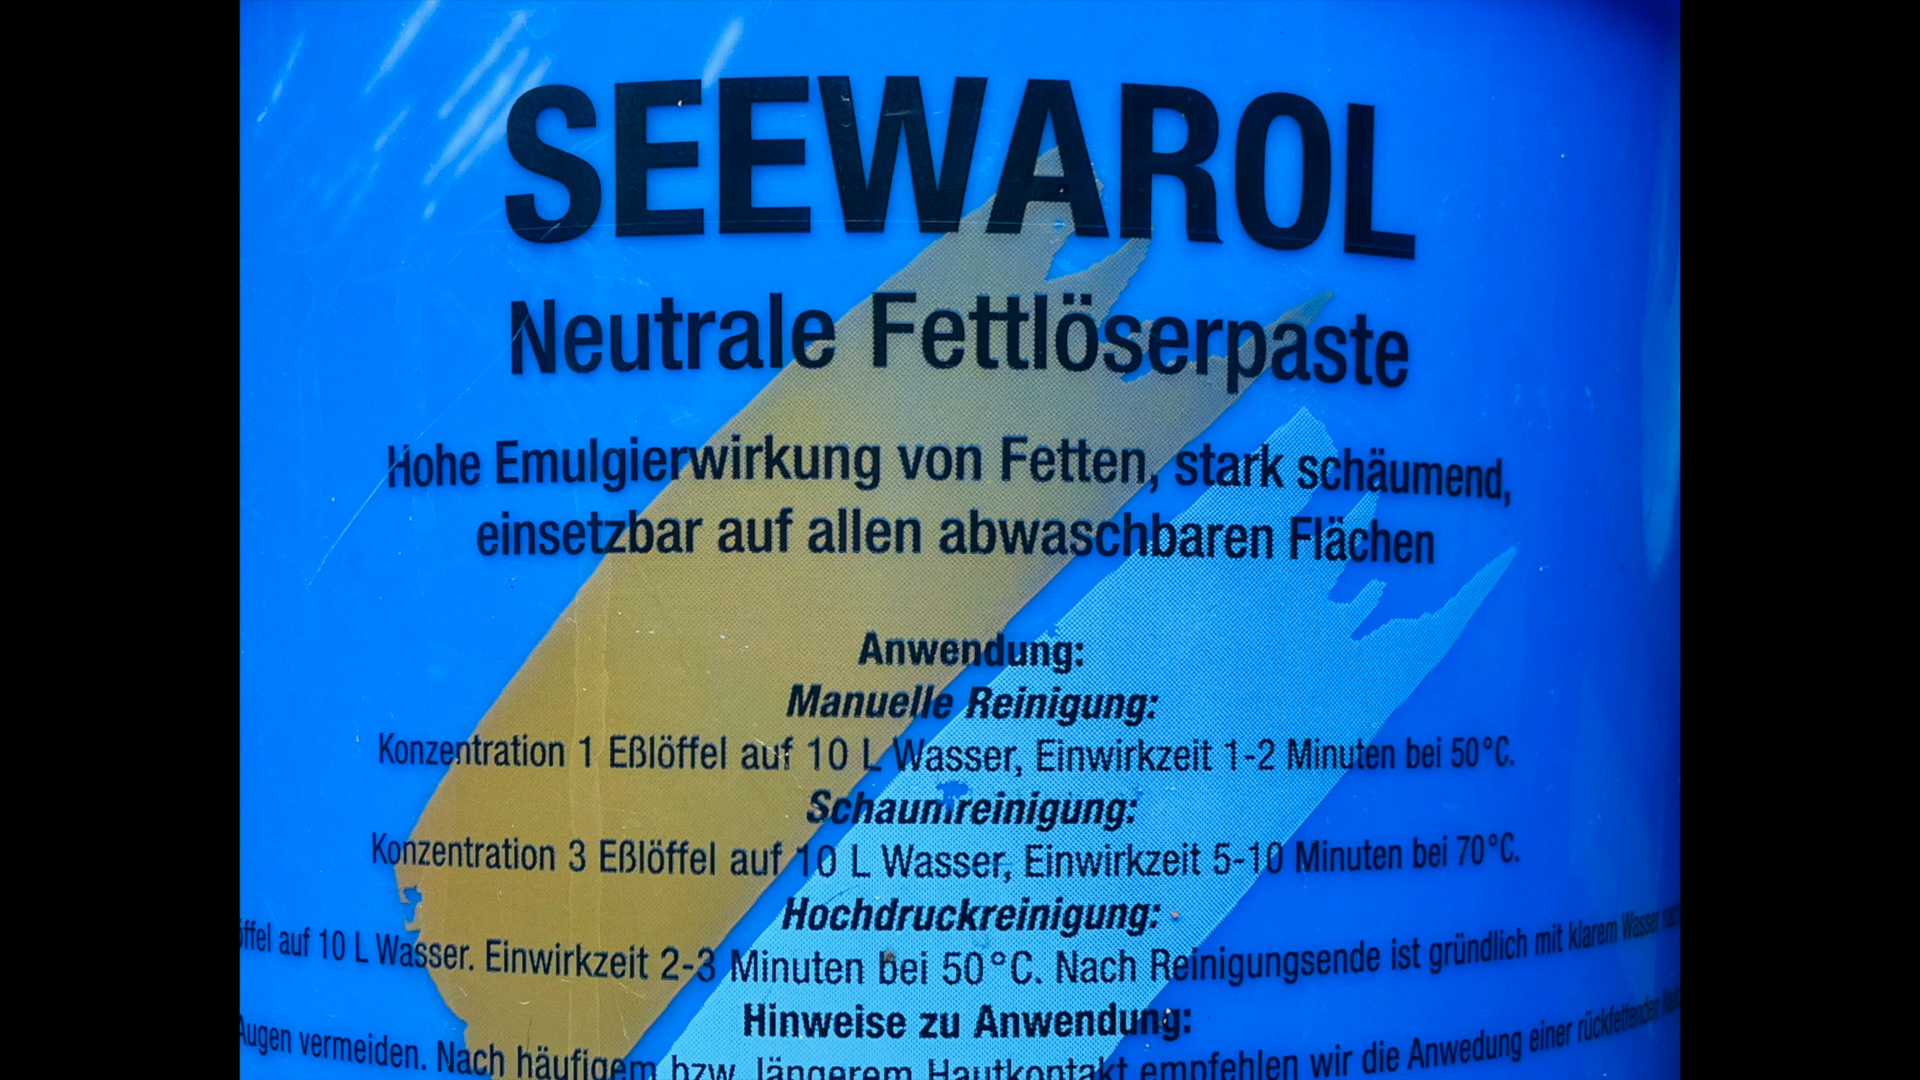 SEEWAROL
Neutrale Fettlöserpaste
Hohe Emulgierwirkung von Fetten, stark schäumend,
einsetzbar auf allen abwaschbaren Flächen
Anwendung:
Manuelle Reinigung:
Konzentration 1 Eßlöffel auf 10 L Wasser, Einwirkzeit 1-2 Minuten bei 50°C.
Schaumreinigung:
Konzentration 3 Eßlöffel auf 10 L Wasser, Einwirkzeit 5-10 Minuten bei 70°C.
Hochdruckreinigung:
öffel auf 10 L Wasser. Einwirkzeit 2-3 Minuten bei 50°C. Nach Reinigungsende ist gründlich mit klarem Wasser
Hinweise zu Anwendung:
Augen vermeiden. Nach häufigem bzw. längerem Hautkontakt empfehlen wir die Anwedung einer rückfettenden